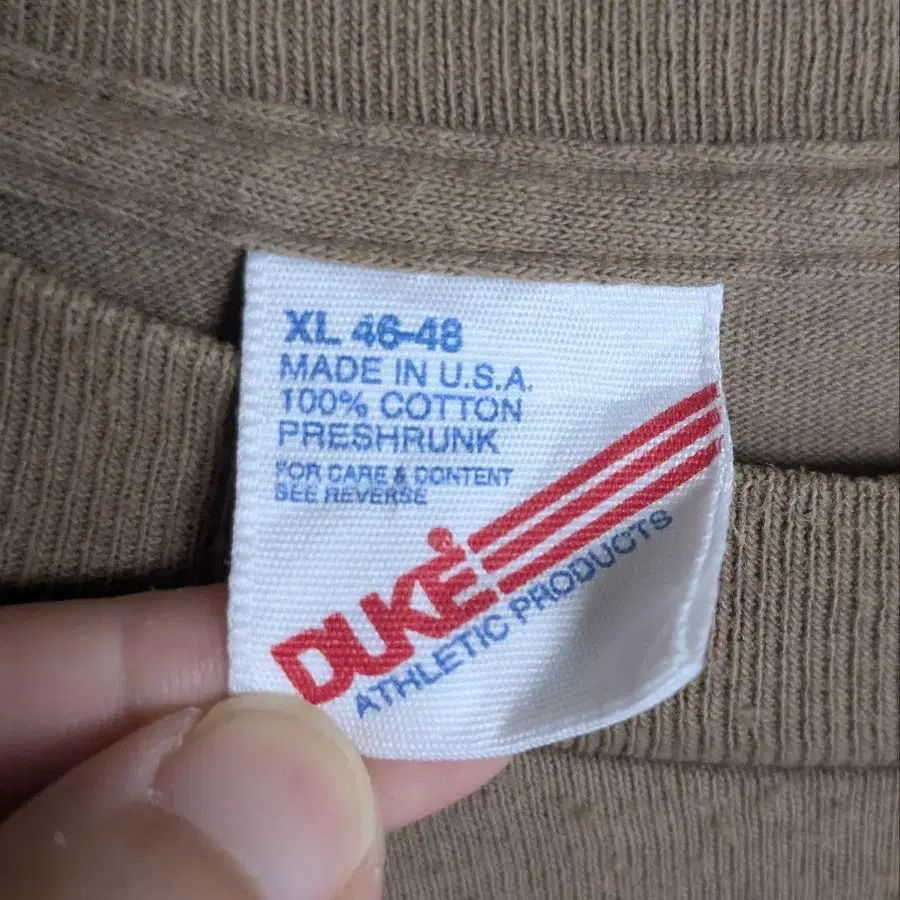 XL 46-48
MADE IN U.S.A.
100% COTTON
PRESHRUNK
FOR CARE & CONTENT
SEE REVERSE
DUKE
ATHLETIC PRODUCTS